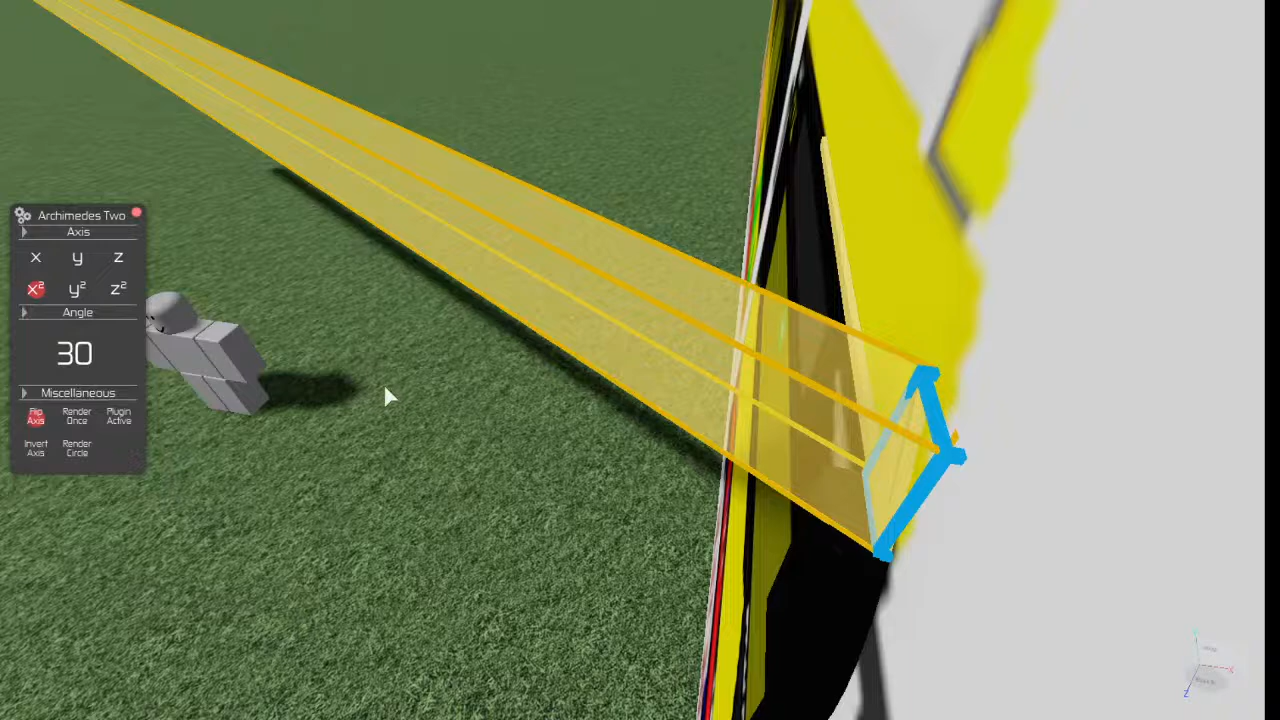 Archimedes Two
Axis
x y z
x² y² z²
Angle
30
Miscellaneous
Flip Axis
Render Once
Plugin Active
Invert Axis
Render Circle
X
Z